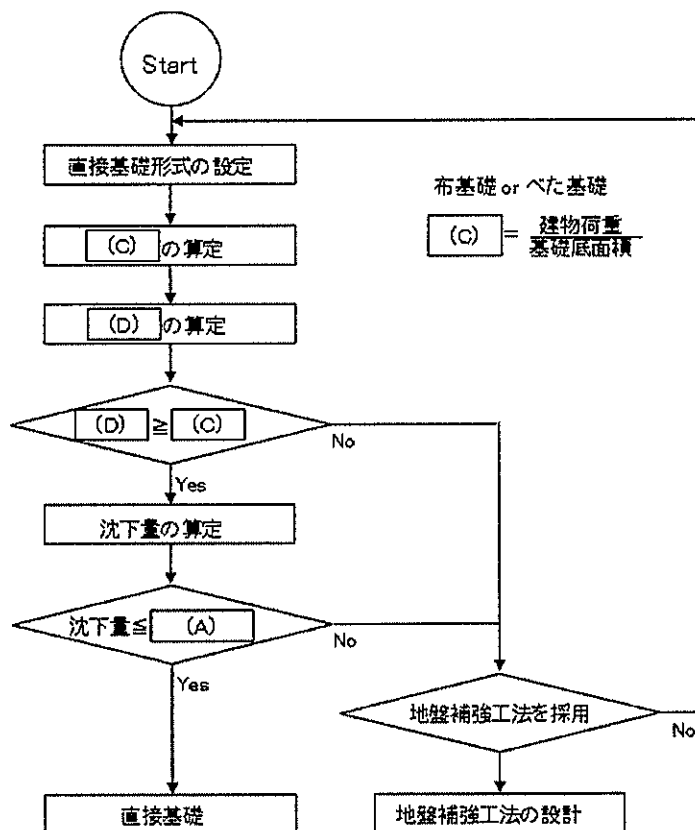 Start
直接基礎形式の設定
布基礎 or べた基礎
(C) = 建物荷重
基礎底面積
(C) の算定
(D) の算定
(D) ≧ (C)
No
Yes
沈下量の算定
沈下量≦ (A)
No
Yes
地盤補強工法を採用
No
直接基礎
地盤補強工法の設計